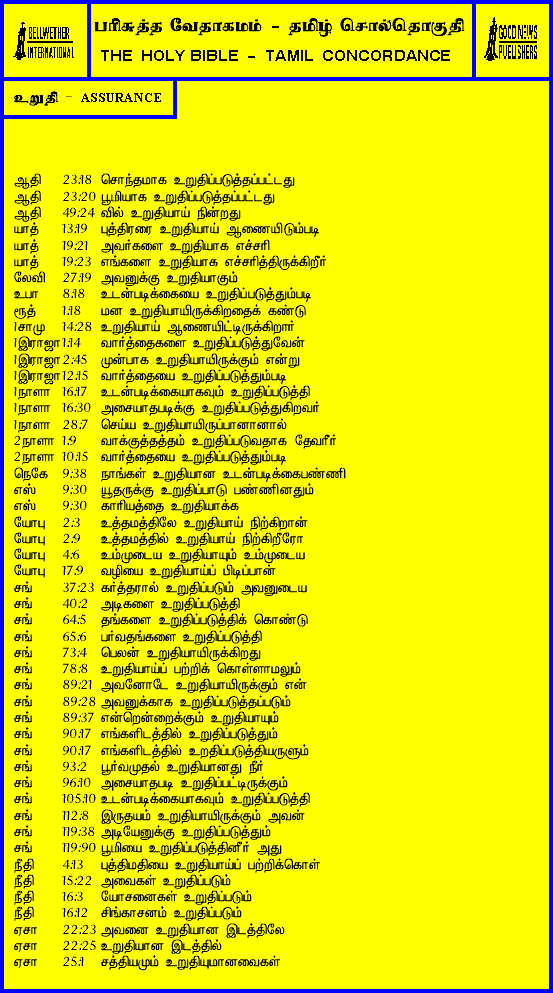 BELLWETHER
INTERNATIONAL
பரிசுத்த வேதாகமம் - தமிழ் சொல்தொகுதி
THE HOLY BIBLE - TAMIL CONCORDANCE
GOOD NEWS
PUBLISHERS
உறுதி - ASSURANCE
ஆதி 23:18 சொந்தமாக உறுதிப்படுத்தப்பட்டது
ஆதி 23:20 பூமியாக உறுதிப்படுத்தப்பட்டது
ஆதி 49:24 வில் உறுதியாய் நின்றது
யாத் 13:19 புத்திரரை உறுதியாய் ஆணையிடும்படி
யாத் 19:21 அவர்களை உறுதியாக எச்சரி
யாத் 19:23 எங்களை உறுதியாக எச்சரித்திருக்கிறீர்
லேவி 27:19 அவனுக்கு உறுதியாகும்
உபா 8:18 உடன்படிக்கையை உறுதிப்படுத்தும்படி
ரூத் 1:18 மன உறுதியாயிருக்கிறதைக் கண்டு
1சாமு 14:28 உறுதியாய் ஆணையிட்டிருக்கிறார்
1இராஜா 1:14 வார்த்தைகளை உறுதிப்படுத்துவேன்
1இராஜா 2:45 முன்பாக உறுதியாயிருக்கும் என்று
1இராஜா 12:15 வார்த்தையை உறுதிப்படுத்தும்படி
1நாளா 16:17 உடன்படிக்கையாகவும் உறுதிப்படுத்தி
1நாளா 16:30 அசையாதபடிக்கு உறுதிப்படுத்துகிறவர்
1நாளா 28:7 செய்ய உறுதியாயிருப்பானானால்
2நாளா 1:9 வாக்குத்தத்தம் உறுதிப்படுவதாக தேவரீர்
2நாளா 10:15 வார்த்தையை உறுதிப்படுத்தும்படி
நெகே 9:38 நாங்கள் உறுதியான உடன்படிக்கைபண்ணி
எஸ் 9:30 யூதருக்கு உறுதிப்பாடு பண்ணினதும்
எஸ் 9:30 காரியத்தை உறுதியாக்க
யோபு 2:3 உத்தமத்திலே உறுதியாய் நிற்கிறான்
யோபு 2:9 உத்தமத்தில் உறுதியாய் நிற்கிறீரோ
யோபு 4:6 உம்முடைய உறுதியாயும் உம்முடைய
யோபு 17:9 வழியை உறுதியாய்ப் பிடிப்பான்
சங் 37:23 கர்த்தரால் உறுதிப்படும் அவனுடைய
சங் 40:2 அடிகளை உறுதிப்படுத்தி
சங் 64:5 தங்களை உறுதிப்படுத்திக் கொண்டு
சங் 65:6 பர்வதங்களை உறுதிப்படுத்தி
சங் 73:4 பெலன் உறுதியாயிருக்கிறது
சங் 78:8 உறுதியாய்ப் பற்றிக் கொள்ளாமலும்
சங் 89:21 அவனோடே உறுதியாயிருக்கும் என்
சங் 89:28 அவனுக்காக உறுதிப்படுத்தப்படும்
சங் 89:37 என்றென்றைக்கும் உறுதியாயும்
சங் 90:17 எங்களிடத்தில் உறுதிப்படுத்தும்
சங் 90:17 எங்களிடத்தில் உறதிப்படுத்தியருளும்
சங் 93:2 பூர்வமுதல் உறுதியானது நீர்
சங் 96:10 அசையாதபடி உறுதிப்பட்டிருக்கும்
சங் 105:10 உடன்படிக்கையாகவும் உறுதிப்படுத்தி
சங் 112:8 இருதயம் உறுதியாயிருக்கும் அவன்
சங் 119:38 அடியேனுக்கு உறுதிப்படுத்தும்
சங் 119:90 பூமியை உறுதிப்படுத்தினீர் அது
நீதி 4:13 புத்திமதியை உறுதியாய்ப் பற்றிக்கொள்
நீதி 15:22 அவைகள் உறுதிப்படும்
நீதி 16:3 யோசனைகள் உறுதிப்படும்
நீதி 16:12 சிங்காசனம் உறுதிப்படும்
ஏசா 22:23 அவனை உறுதியான இடத்திலே
ஏசா 22:25 உறுதியான இடத்தில்
ஏசா 25:1 சத்தியமும் உறுதியுமானவைகள்